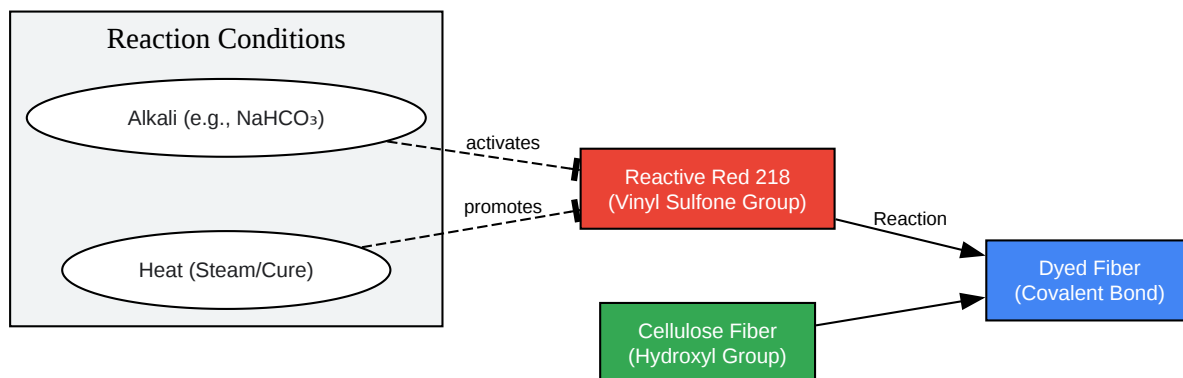 Reaction Conditions
Alkali (e.g., NaHCO₃)
activates
Reactive Red 218
(Vinyl Sulfone Group)
promotes
Heat (Steam/Cure)
Reaction
Dyed Fiber
(Covalent Bond)
Cellulose Fiber
(Hydroxyl Group)